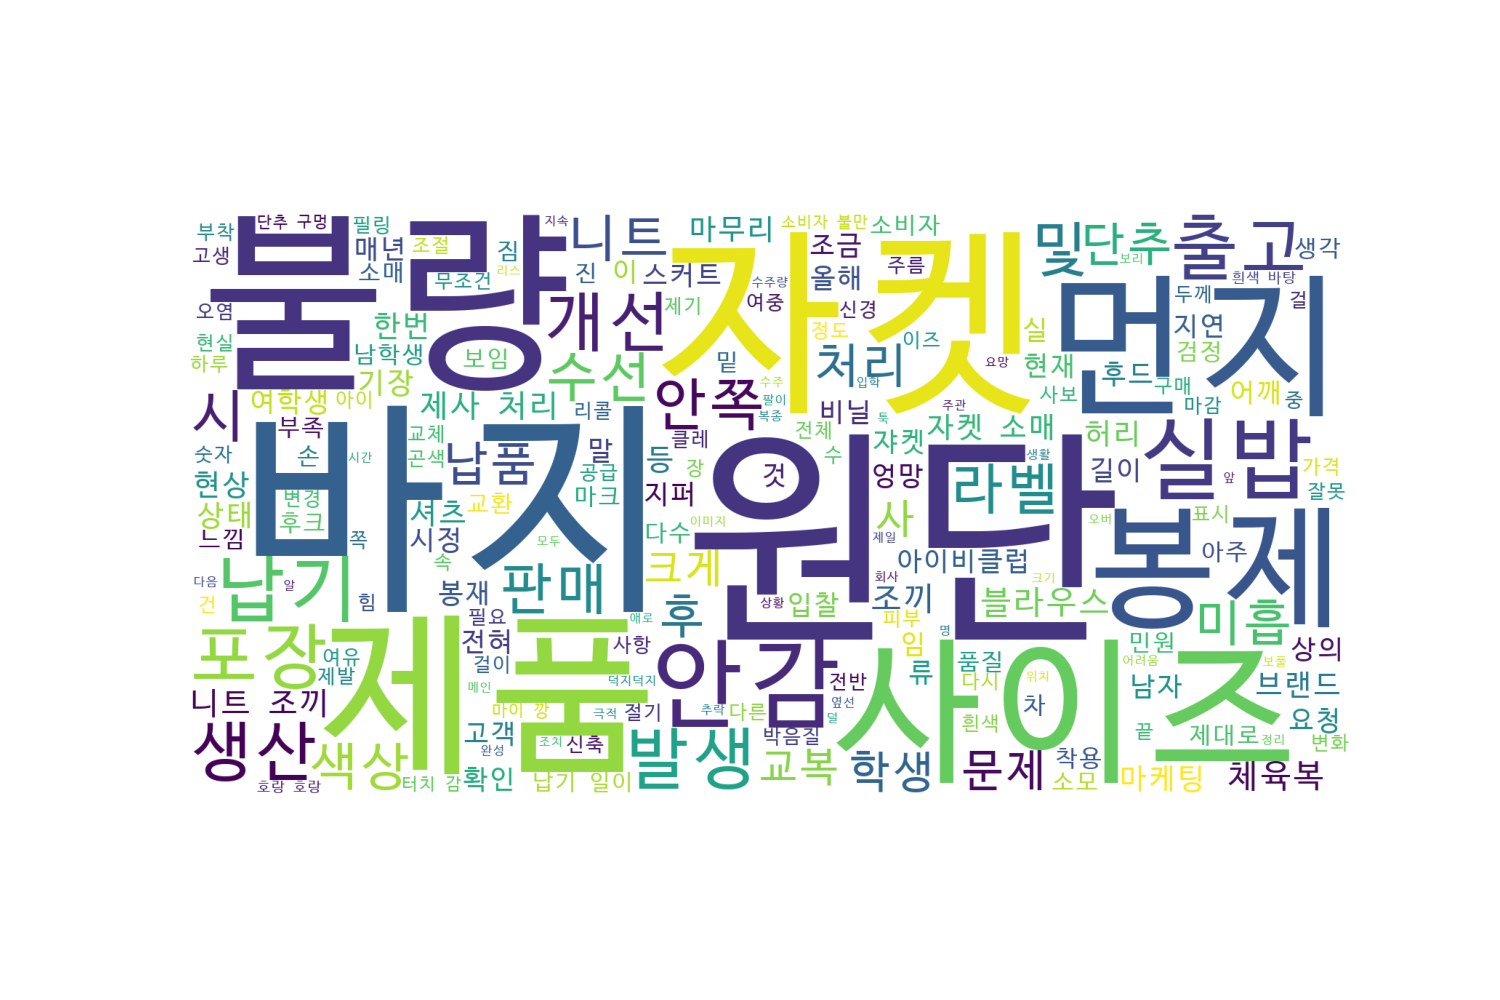 부착
단추 구멍
필링
지속
니트
마무리
소비자 불만
소비자
고생
매년
조절
짐
불량
자켓
조금
및
단추
출고
생각
소매
무조건
리스
진
이
스커트
수주량
올해
주름
보리
흰색 바탕
오염
한번
개선
제기
여중
신경
먼지
두께
걸
현실
남학생
보임
수선
밑
정도
처리
이즈
요망
실
현재
지연
검정
하루
기장
안쪽
수주
입학
후드
구매
어깨
시
여학생
아이
제사 처리
리콜
팔이
복종
비닐
주관
사보
마감
중
부족
교체
전체
툭
쟈켓
자켓 소매
허리
실밥
숫자
손
시간
곤색
납품
말
등
클레
장
것
수
엄망
생활
라벨
길이
앞
가격
현상
변경
바지
공급
마크
지퍼
원단
잘못
상태
후크
셔츠
교환
다수
이미지
사
오버
표시
봉제
느낌
쪽
시정
모두
제일
아이비클럽
아주
다음
알
납기
속
크게
회사
크기
건
힘
봉재
판매
후
상황
입찰
조끼
블라우스
미흡
포장
제품
필요
애로
안감
피부
명
민원
여유
전혀
사항
임
사이즈
상의
제발
걸이
덕지덕지
전반
류
품질
어려움
보풀
니트 조끼
메인
옆선
다시
위치
남자
브랜드
마이 깡
극적
절기
추락
다른
덜
차
요청
생산
색상
고객
흰색
끝
제대로
정리
변화
완성
조치
신축
발생
박음질
호랑 호랑
터치 감
확인
납기 일이
교복
학생
문제
착용
소모
마케팅
체육복